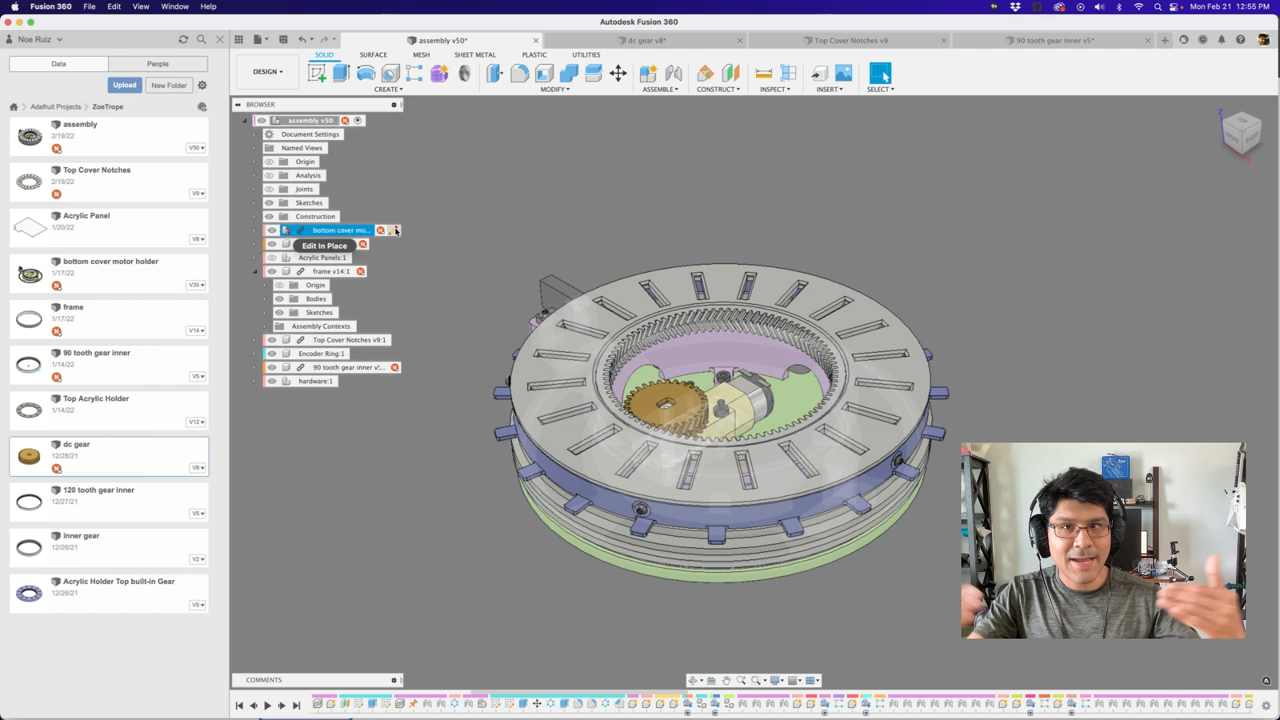 Fusion 360 File Edit View Window Help
Mon Feb 21 12:55 PM
Autodesk Fusion 360
Noe Ruiz
assembly v50*
dc gear v8*
Top Cover Notches v9
90 tooth gear inner v5*
Data
People
Upload
New Folder
Adafruit Projects
ZoeTrope
assembly
2/19/22
V50
Top Cover Notches
2/19/22
V9
Acrylic Panel
1/20/22
V8
bottom cover motor holder
1/17/22
V35
frame
1/17/22
V14
90 tooth gear inner
1/14/22
V5
Top Acrylic Holder
1/14/22
V12
dc gear
12/28/21
V8
120 tooth gear inner
12/27/21
V5
inner gear
12/26/21
V2
Acrylic Holder Top built-in Gear
12/26/21
V5
SOLID SURFACE MESH SHEET METAL PLASTIC UTILITIES
DESIGN
CREATE
MODIFY
ASSEMBLE
CONSTRUCT
INSPECT
INSERT
SELECT
BROWSER
assembly v50
Document Settings
Named Views
Origin
Analysis
Joints
Sketches
Construction
bottom cover mo...
Edit In Place
Acrylic Panels:1
frame v14:1
Origin
Bodies
Sketches
Assembly Contexts
Top Cover Notches v9:1
Encoder Ring:1
90 tooth gear inner v:...
hardware:1
COMMENTS